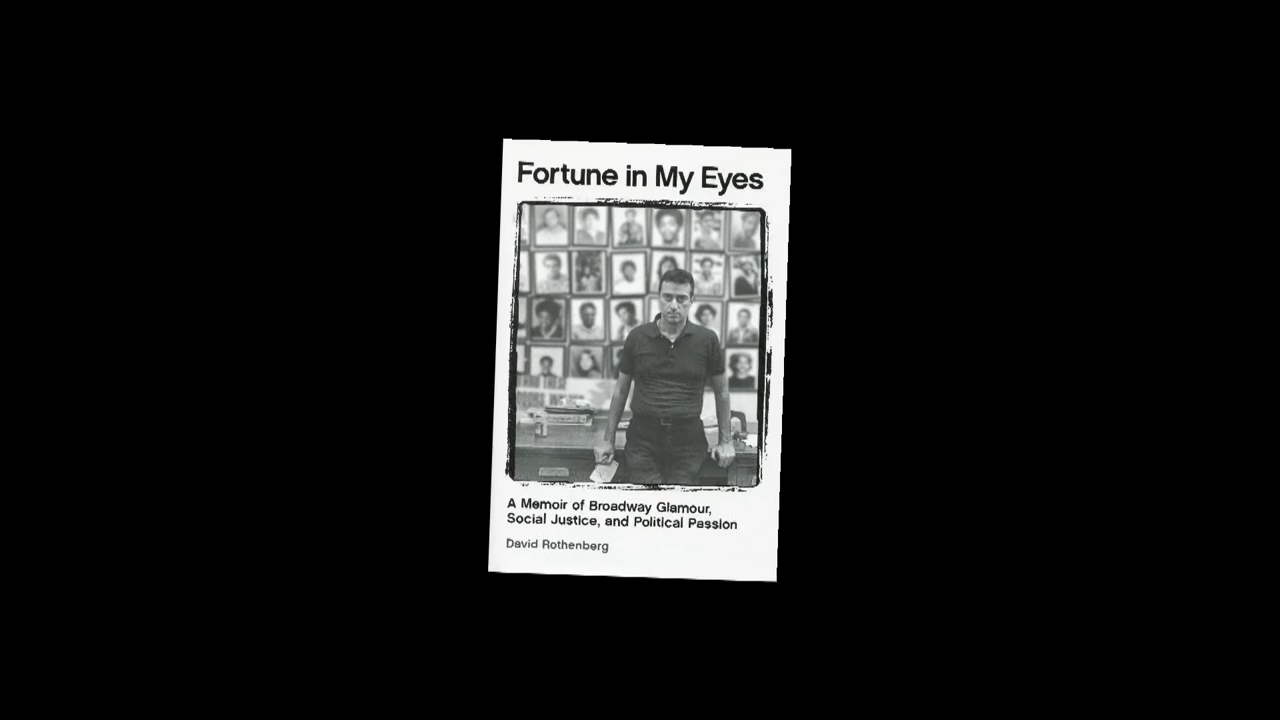 Fortune in My Eyes
A Memoir of Broadway Glamour,
Social Justice, and Political Passion
David Rothenberg